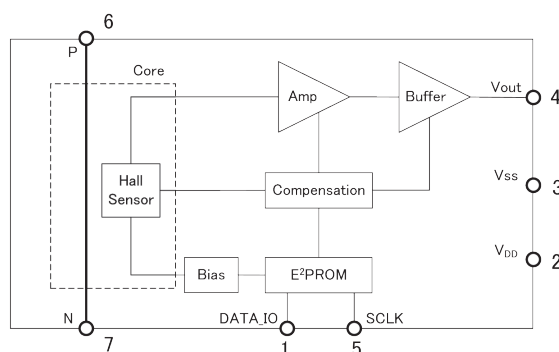 6
P
Core
Amp
Buffer
Vout
4
Hall
Sensor
Compensation
VSS
3
VDD
2
Bias
E²PROM
N
DATA_IO
SCLK
7
1
5